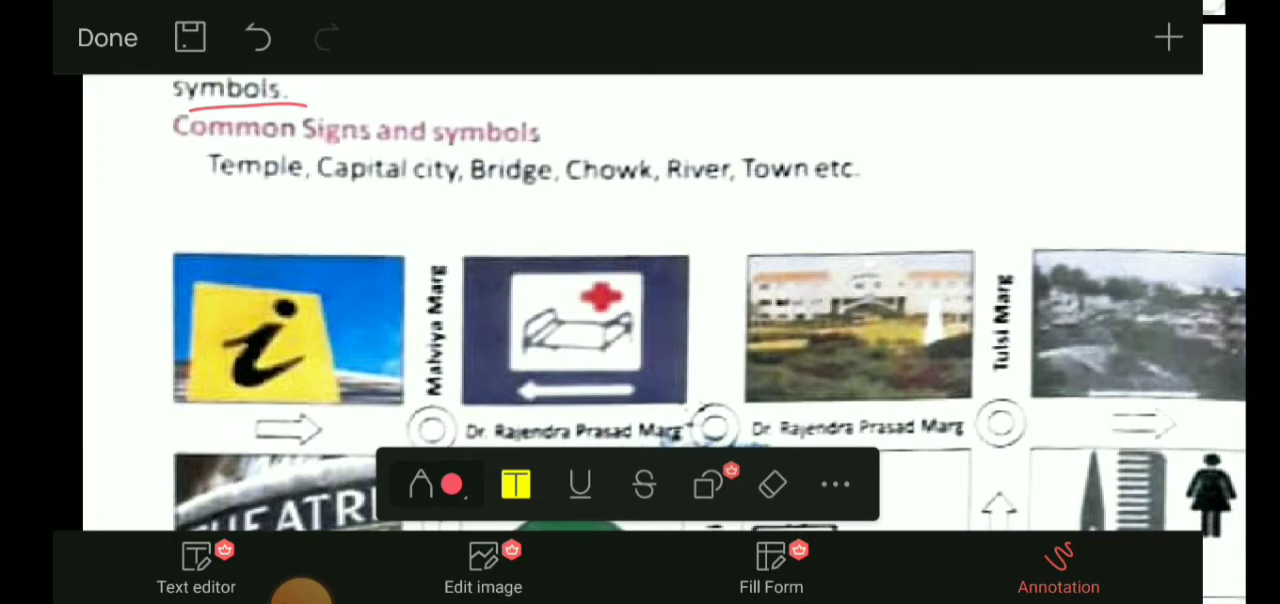 Done
symbols.
Common Signs and symbols
Temple, Capital city, Bridge, Chowk, River, Town etc.
i
Malviya Marg
Tulsi Marg
Dr. Rajendra Prasad Marg
Dr. Rajendra Prasad Marg
T
U
S
Text editor
Edit image
Fill Form
Annotation